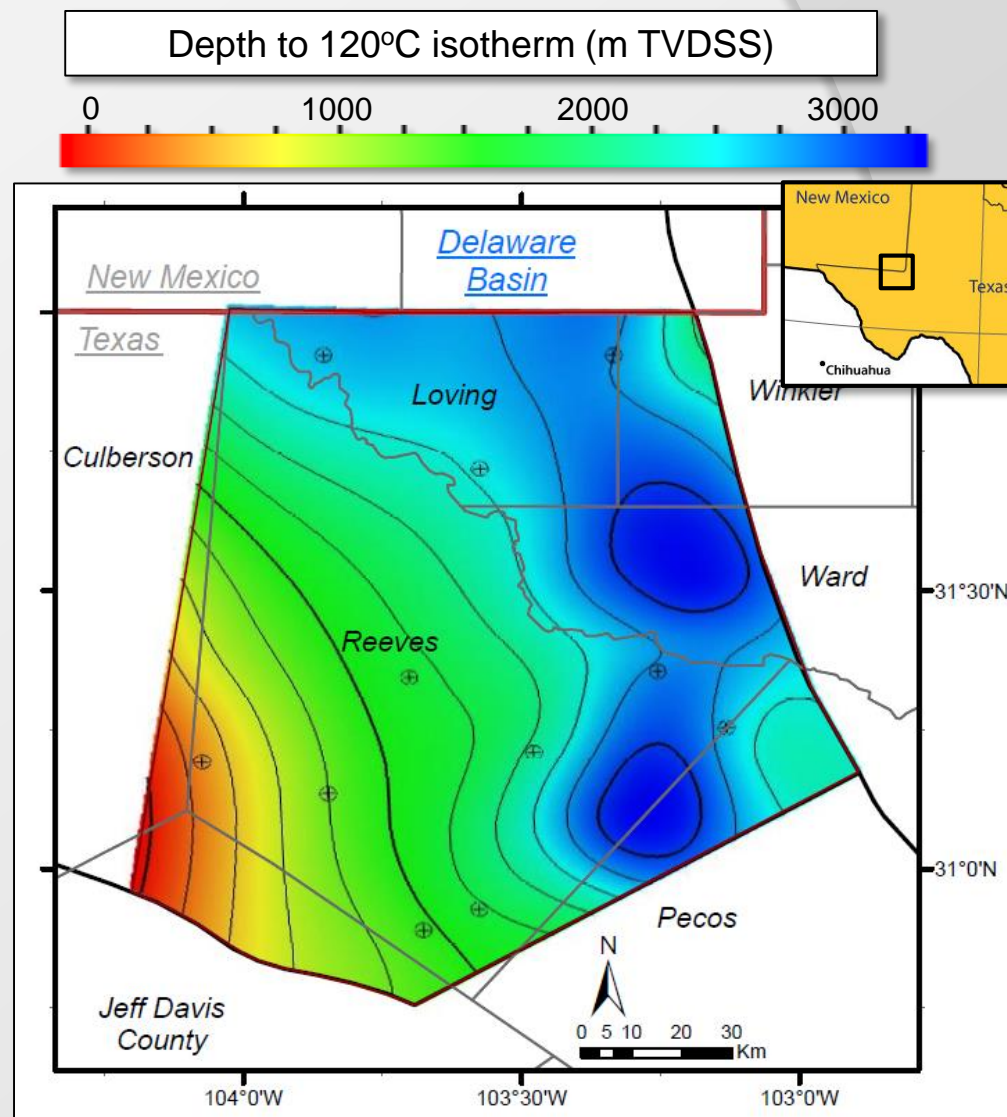 Depth to 120ºC isotherm (m TVDSS)
0 1000 2000 3000
New Mexico
Texas
Chihuahua
Delaware
Basin
New Mexico
Texas
Loving
Winkler
Culberson
Ward
31°30'N
Reeves
31°0'N
Pecos
N
Jeff Davis
County
0 5 10 20 30
Km
104°0'W 103°30'W 103°0'W